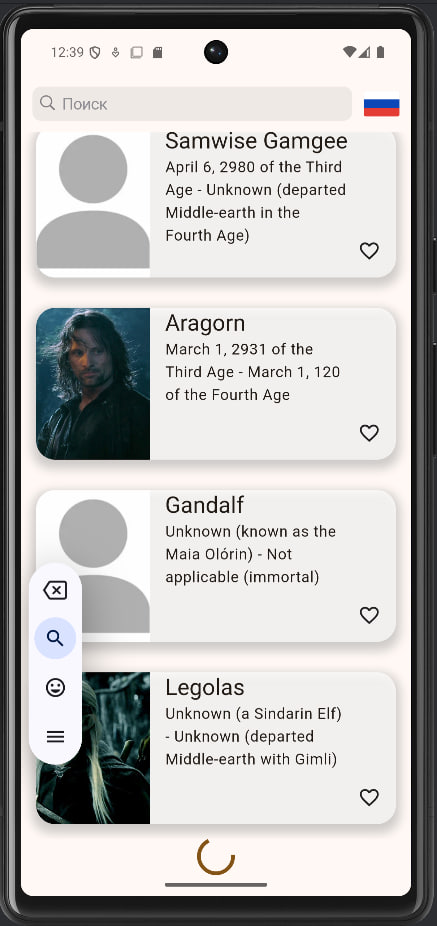 12:39
Поиск
Samwise Gamgee
April 6, 2980 of the Third
Age - Unknown (departed
Middle-earth in the
Fourth Age)
Aragorn
March 1, 2931 of the
Third Age - March 1, 120
of the Fourth Age
Gandalf
Unknown (known as the
Maia Olórin) - Not
applicable (immortal)
Legolas
Unknown (a Sindarin Elf)
- Unknown (departed
Middle-earth with Gimli)